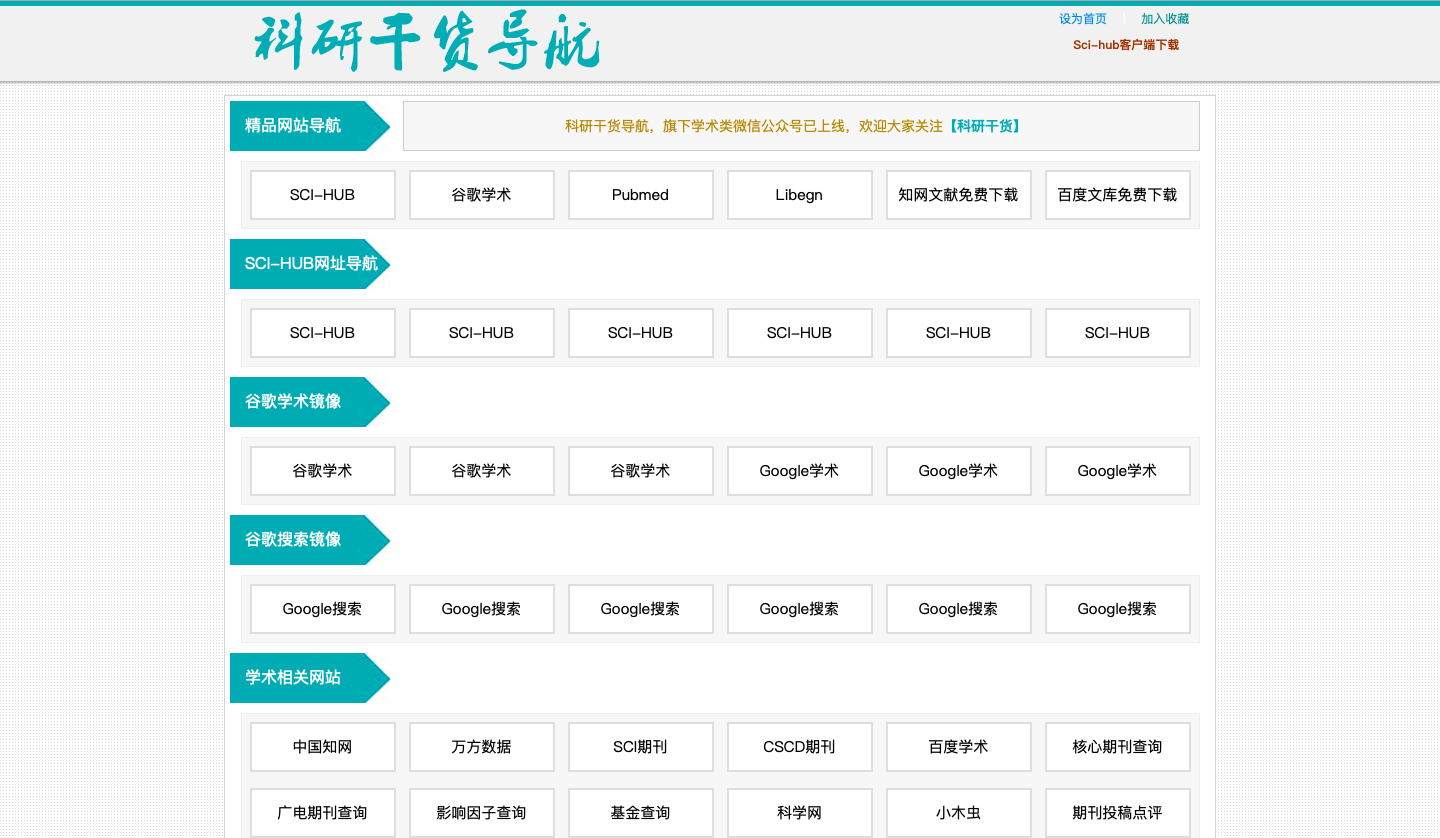 科研干货导航
设为首页 加入收藏
Sci-hub客户端下载
精品网站导航
科研干货导航，旗下学术类微信公众号已上线，欢迎大家关注【科研干货】
SCI-HUB 谷歌学术 Pubmed Libegn 知网文献免费下载 百度文库免费下载
SCI-HUB网址导航
SCI-HUB SCI-HUB SCI-HUB SCI-HUB SCI-HUB SCI-HUB
谷歌学术镜像
谷歌学术 谷歌学术 谷歌学术 Google学术 Google学术 Google学术
谷歌搜索镜像
Google搜索 Google搜索 Google搜索 Google搜索 Google搜索 Google搜索
学术相关网站
中国知网 万方数据 SCI期刊 CSCD期刊 百度学术 核心期刊查询
广电期刊查询 影响因子查询 基金查询 科学网 小木虫 期刊投稿点评